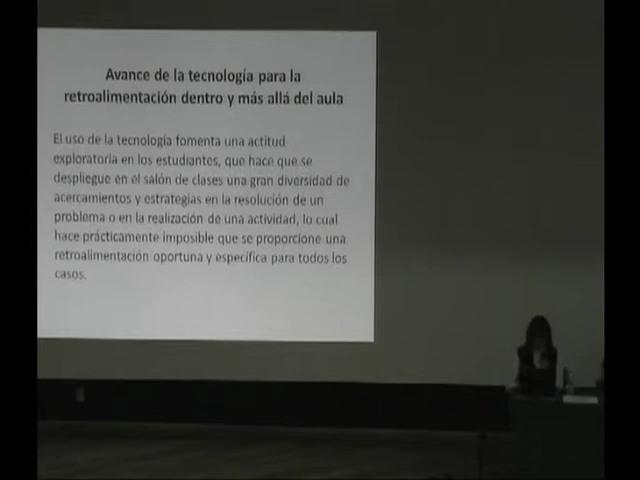 Avance de la tecnología para la
retroalimentación dentro y más allá del aula
El uso de la tecnología fomenta una actitud
exploratoria en los estudiantes, que hace que se
despliegue en el salón de clases una gran diversidad de
acercamientos y estrategias en la resolución de un
problema o en la realización de una actividad, lo cual
hace prácticamente imposible que se proporcione una
retroalimentación oportuna y específica para todos los
casos.